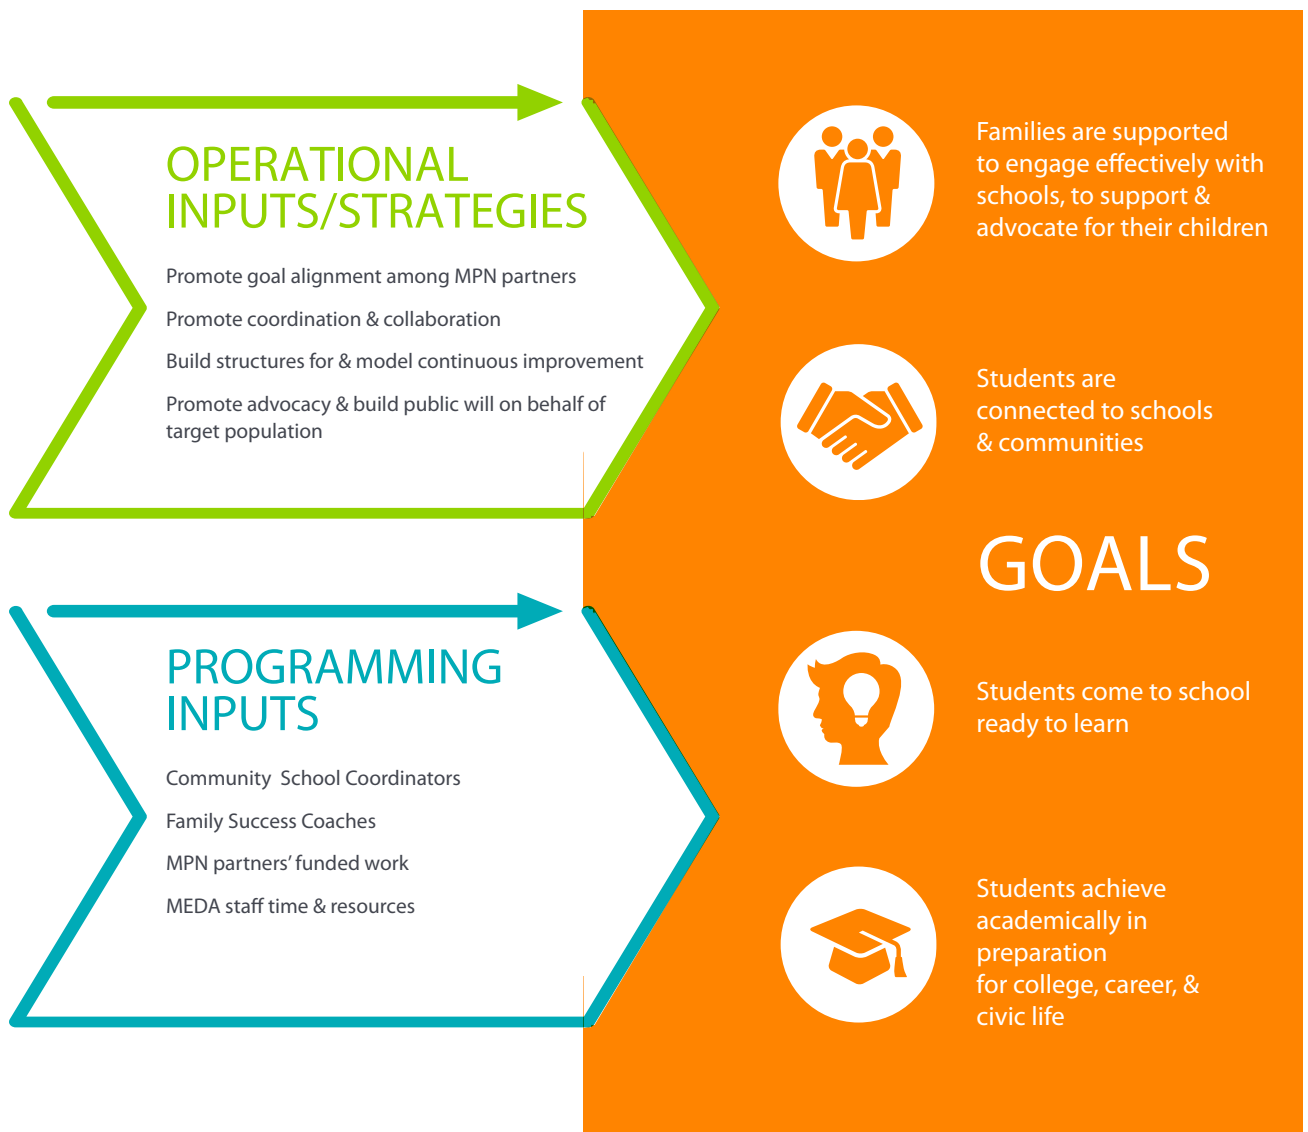 OPERATIONAL
INPUTS/STRATEGIES
Promote goal alignment among MPN partners
Promote coordination & collaboration
Build structures for & model continuous improvement
Promote advocacy & build public will on behalf of
target population
PROGRAMMING
INPUTS
Community School Coordinators
Family Success Coaches
MPN partners’ funded work
MEDA staff time & resources
Families are supported
to engage effectively with
schools, to support &
advocate for their children
Students are
connected to schools
& communities
GOALS
Students come to school
ready to learn
Students achieve
academically in
preparation
for college, career, &
civic life